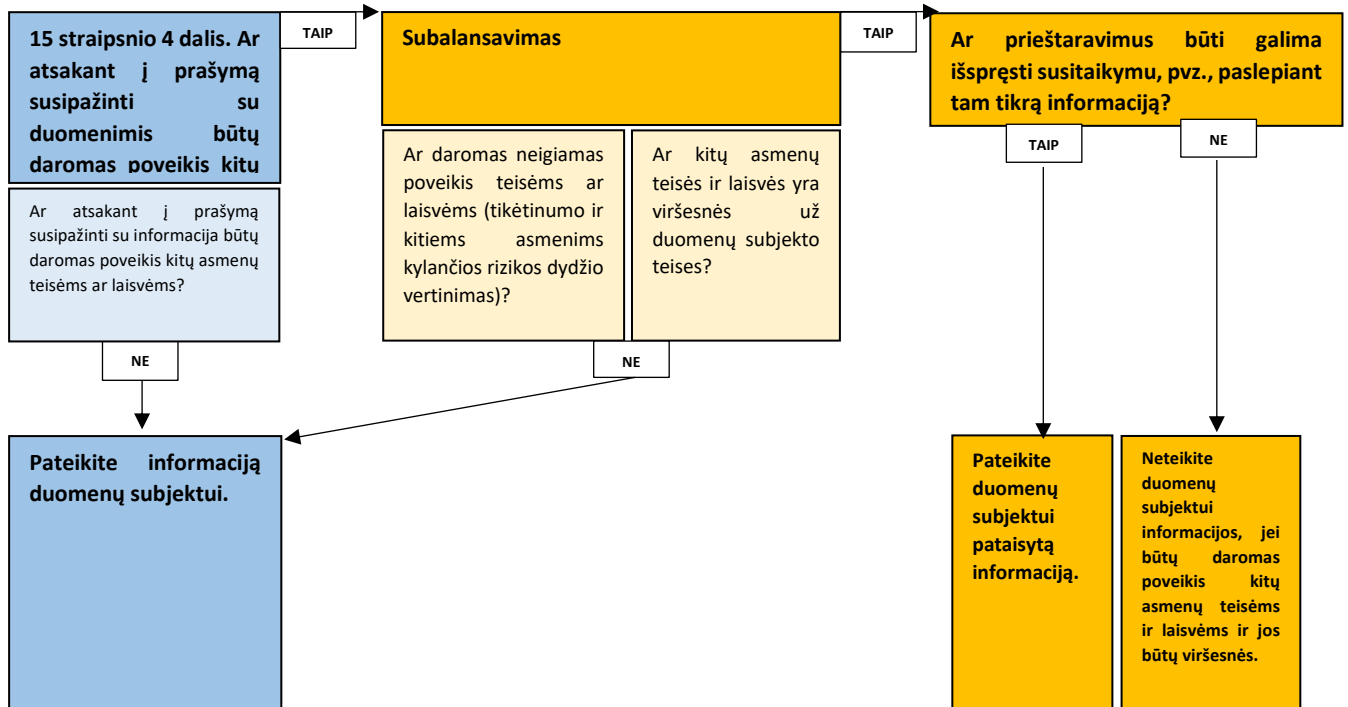 15 straipsnio 4 dalis. Ar
atsakant į prašymą
susipažinti su
duomenimis būtų
daromas poveikis kitų
TAIP
Ar atsakant į prašymą
susipažinti su informacija būtų
daromas poveikis kitų asmenų
teisėms ar laisvėms?
NE
Subalansavimas
TAIP
Ar daromas neigiamas
poveikis teisėms ar
laisvėms (tikėtinumo ir
kitiems asmenims
kylančios rizikos dydžio
vertinimas)?
Ar kitų asmenų
teisės ir laisvės yra
viršesnės už
duomenų subjekto
teises?
NE
Ar prieštaravimus būti galima
išspręsti susitaikymu, pvz., paslepiant
tam tikrą informaciją?
TAIP
NE
Pateikite informaciją
duomenų subjektui.
Pateikite
duomenų
subjektui
pataisytą
informaciją.
Neteikite
duomenų
subjektui
informacijos, jei
būtų daromas
poveikis kitų
asmenų teisėms
ir laisvėms ir jos
būtų viršesnės.